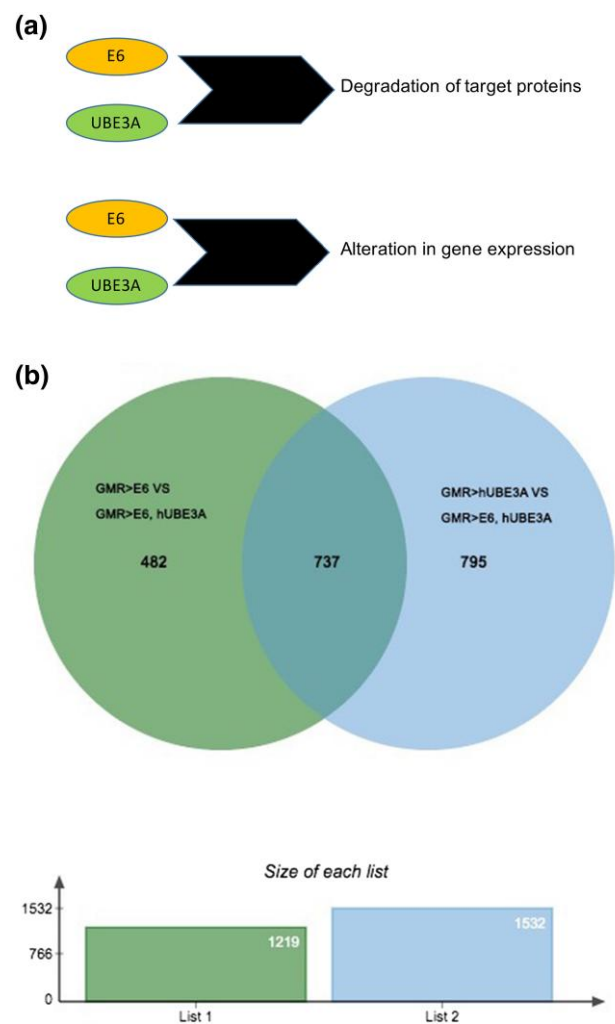 (a)
E6
UBE3A
Degradation of target proteins
E6
UBE3A
Alteration in gene expression
(b)
GMR>E6 VS
GMR>E6, hUBE3A
482
737
GMR>hUBE3A VS
GMR>E6, hUBE3A
795
Size of each list
1532
766
0
1219
1532
List 1
List 2